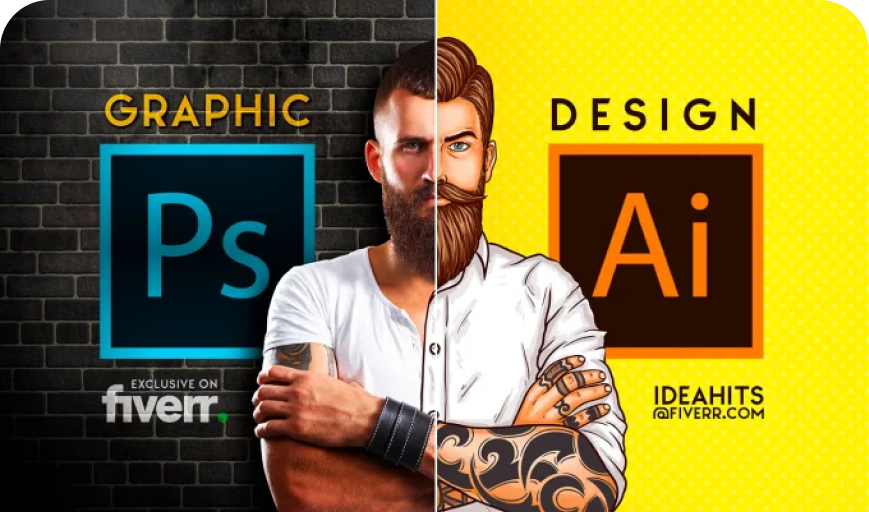 GRAPHIC
Ps
EXCLUSIVE ON
fiverr.
DESIGN
Ai
IDEAHITS
@FIVERR.COM